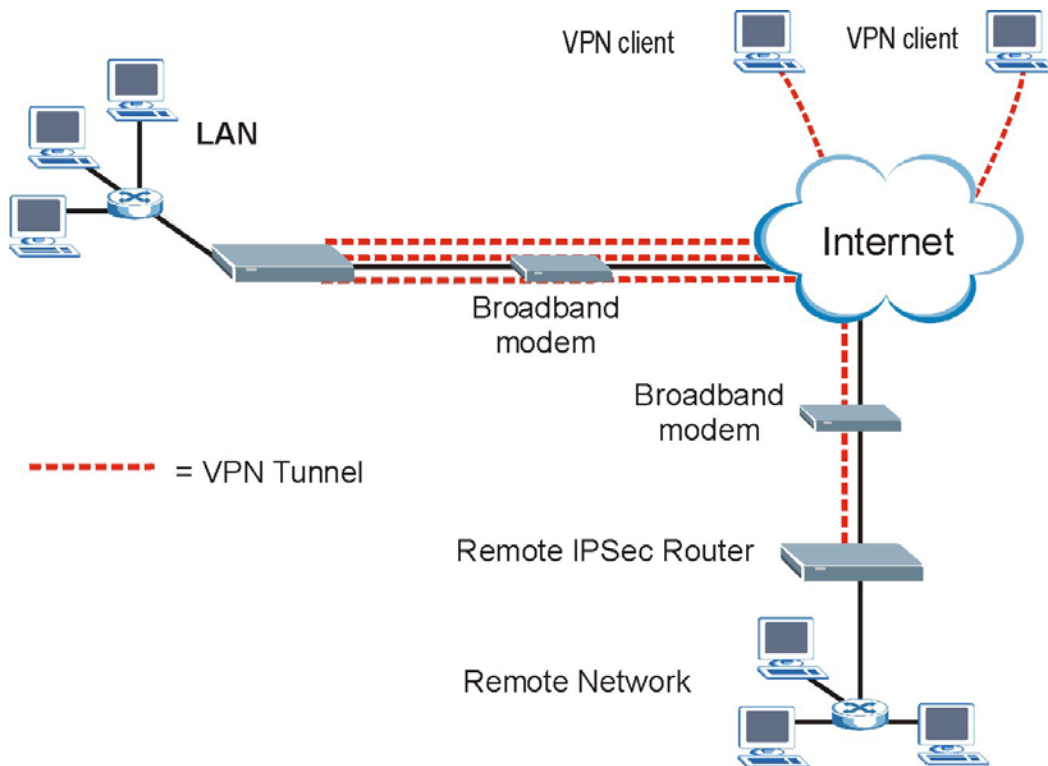 VPN client
VPN client
LAN
Internet
Broadband
modem
Broadband
modem
= VPN Tunnel
Remote IPSec Router
Remote Network